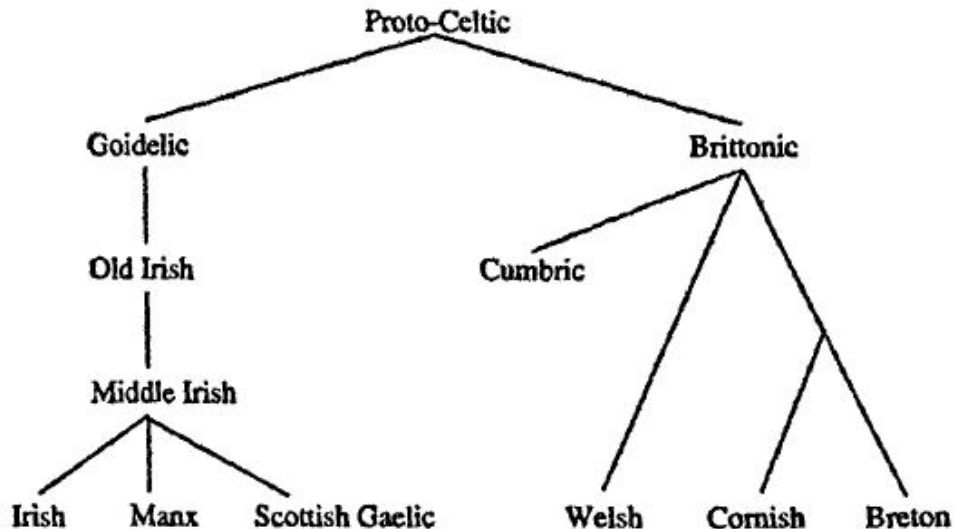 Proto-Celtic
Goidelic Brittonic
Old Irish Cumbric
Middle Irish
Irish Manx Scottish Gaelic Welsh Cornish Breton